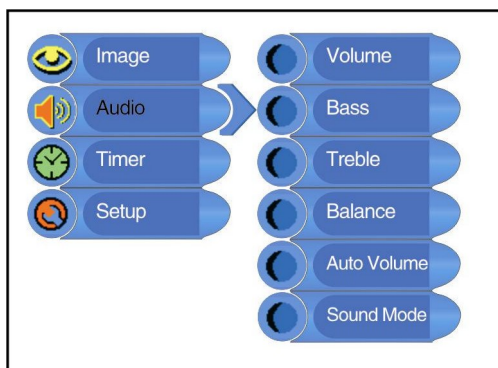 Image
Audio
Timer
Setup
Volume
Bass
Treble
Balance
Auto Volume
Sound Mode